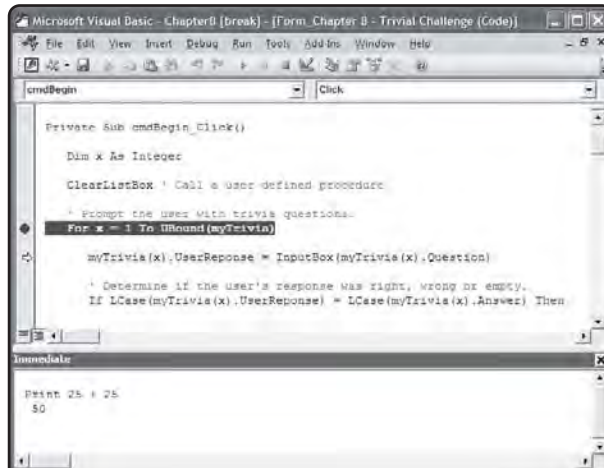 Microsoft Visual Basic - Chapter8 [break] - [Form_Chapter 8 - Trivial Challenge (Code)]
File Edit View Insert Debug Run Tools Add-Ins Window Help
cmdBegin Click
Private Sub cmdBegin_Click()
Dim x As Integer
ClearListBox ' Call a user defined procedure
' Prompt the user with trivia questions.
For x = 1 To UBound(myTrivia)
myTrivia(x).UserReponse = InputBox(myTrivia(x).Question)
' Determine if the user's response was right, wrong or empty.
If LCase(myTrivia(x).UserReponse) = LCase(myTrivia(x).Answer) Then
Immediate
Print 25 + 25
50